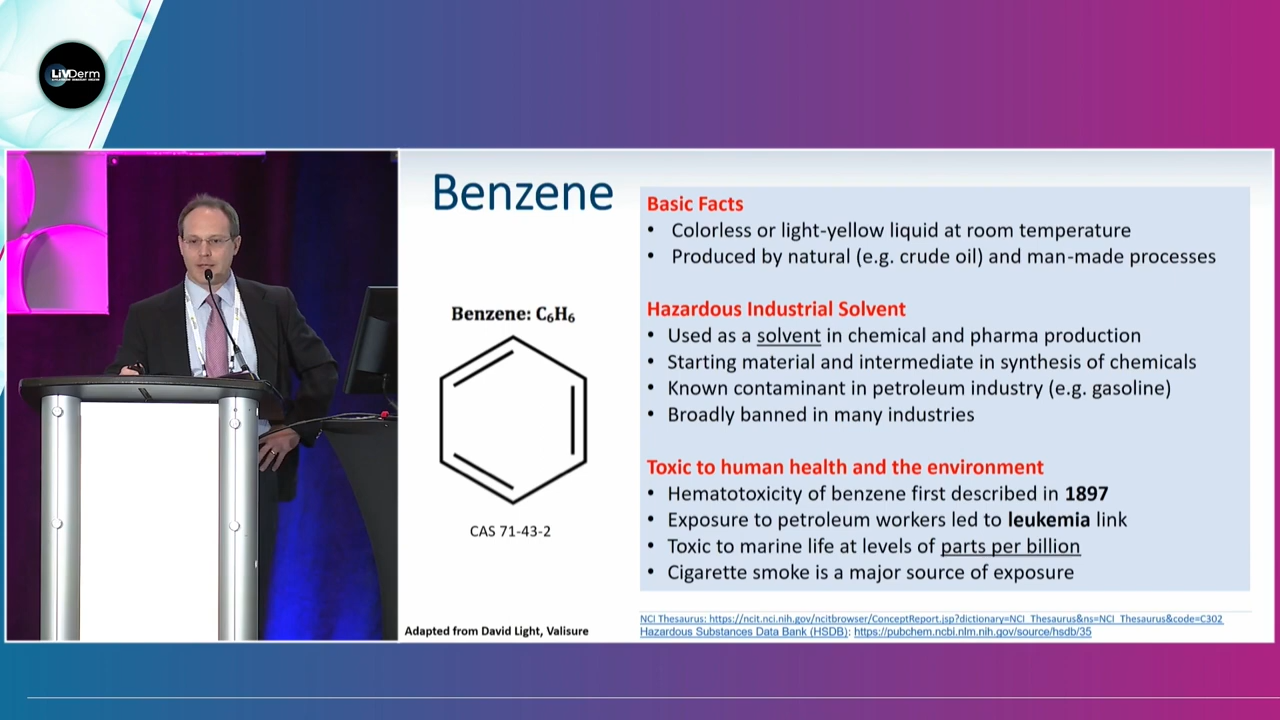 LiVDerm
Benzene
Benzene: C₆H₆
CAS 71-43-2
Adapted from David Light, Valisure
Basic Facts
• Colorless or light-yellow liquid at room temperature
• Produced by natural (e.g. crude oil) and man-made processes
Hazardous Industrial Solvent
• Used as a solvent in chemical and pharma production
• Starting material and intermediate in synthesis of chemicals
• Known contaminant in petroleum industry (e.g. gasoline)
• Broadly banned in many industries
Toxic to human health and the environment
• Hematotoxicity of benzene first described in 1897
• Exposure to petroleum workers led to leukemia link
• Toxic to marine life at levels of parts per billion
• Cigarette smoke is a major source of exposure
NCI Thesaurus: https://ncit.nci.nih.gov/ncitbrowser/ConceptReport.jsp?dictionary=NCI_Thesaurus&ns=NCI_Thesaurus&code=C302
Hazardous Substances Data Bank (HSDB): https://pubchem.ncbi.nlm.nih.gov/source/hsdb/35